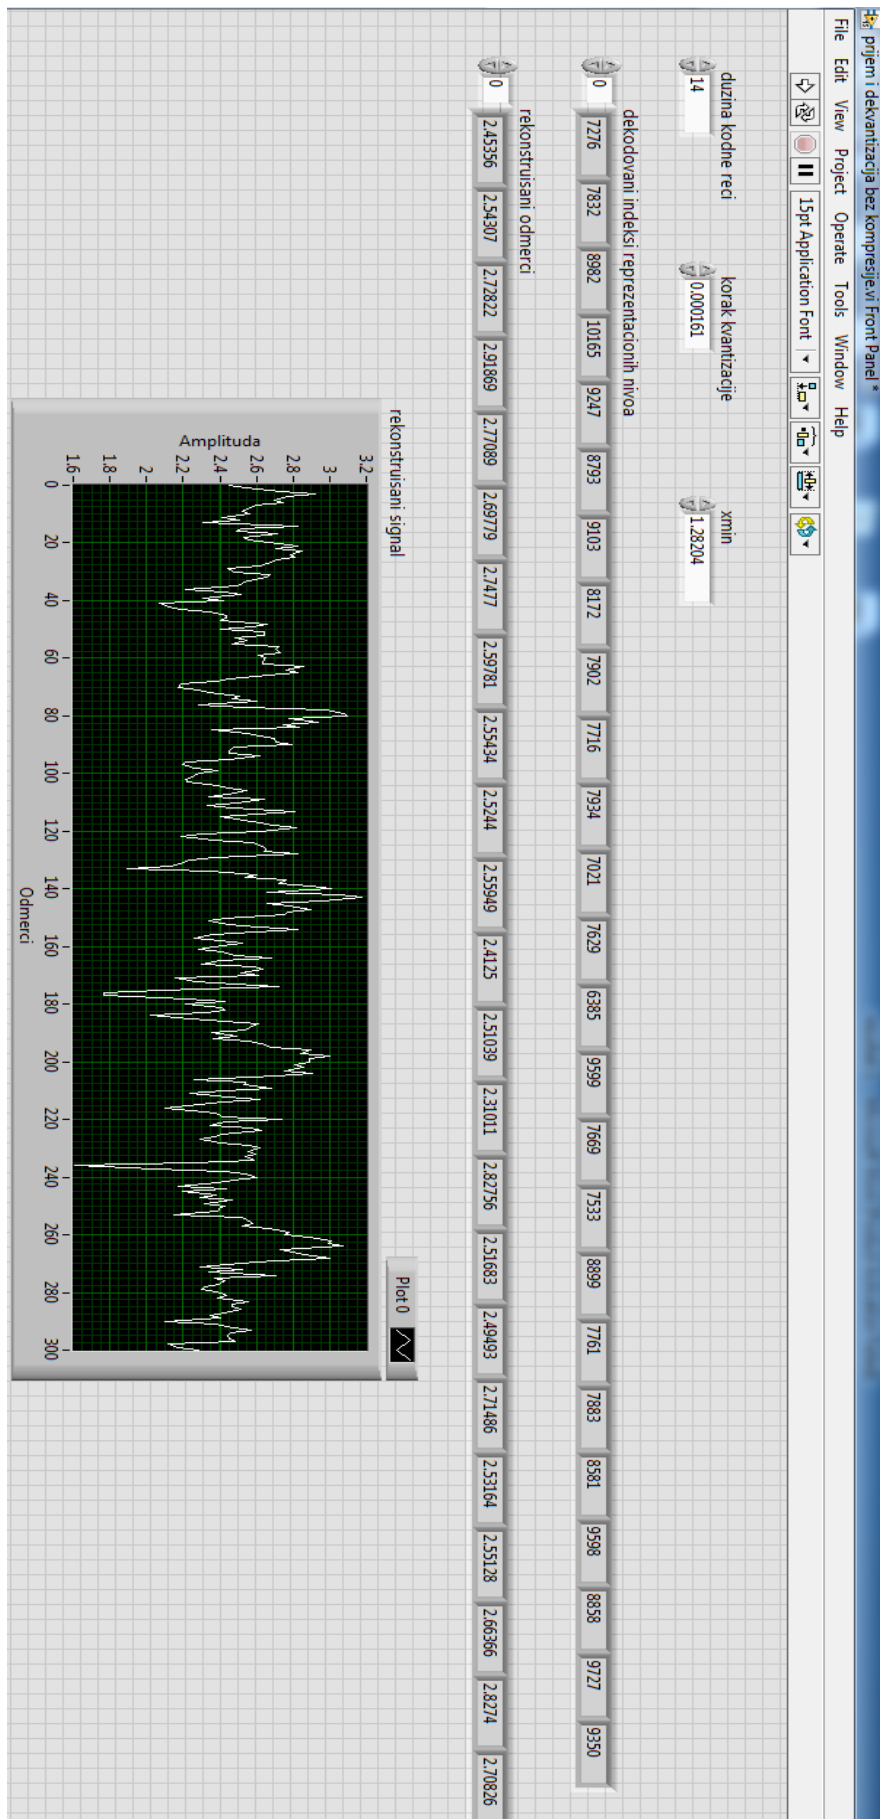 prijem i dekvantizacija bez kompresije.vi Front Panel *
File Edit View Project Operate Tools Window Help
15pt Application Font
duzina kodne reci korak kvantizacije xmin
14 0.000161 1.28204
dekodovani indeksi reprezentacionih nivoa
0 7276 7832 8982 10165 9247 8793 9103 8172 7902 7716 7934 7021 7629 6385 9599 7669 7533 8899 7761 7883 8581 9598 8858 9727 9350
rekonstruisani odmerci
0 2.45356 2.54307 2.72822 2.91869 2.77089 2.69779 2.7477 2.59781 2.55434 2.5244 2.55949 2.4125 2.51039 2.31011 2.82756 2.51683 2.49493 2.71486 2.53164 2.55128 2.66366 2.8274 2.70826
rekonstruisani signal
Plot 0
Amplituda
3.2
3
2.8
2.6
2.4
2.2
2
1.8
1.6
0 20 40 60 80 100 120 140 160 180 200 220 240 260 280 300
Odmerci